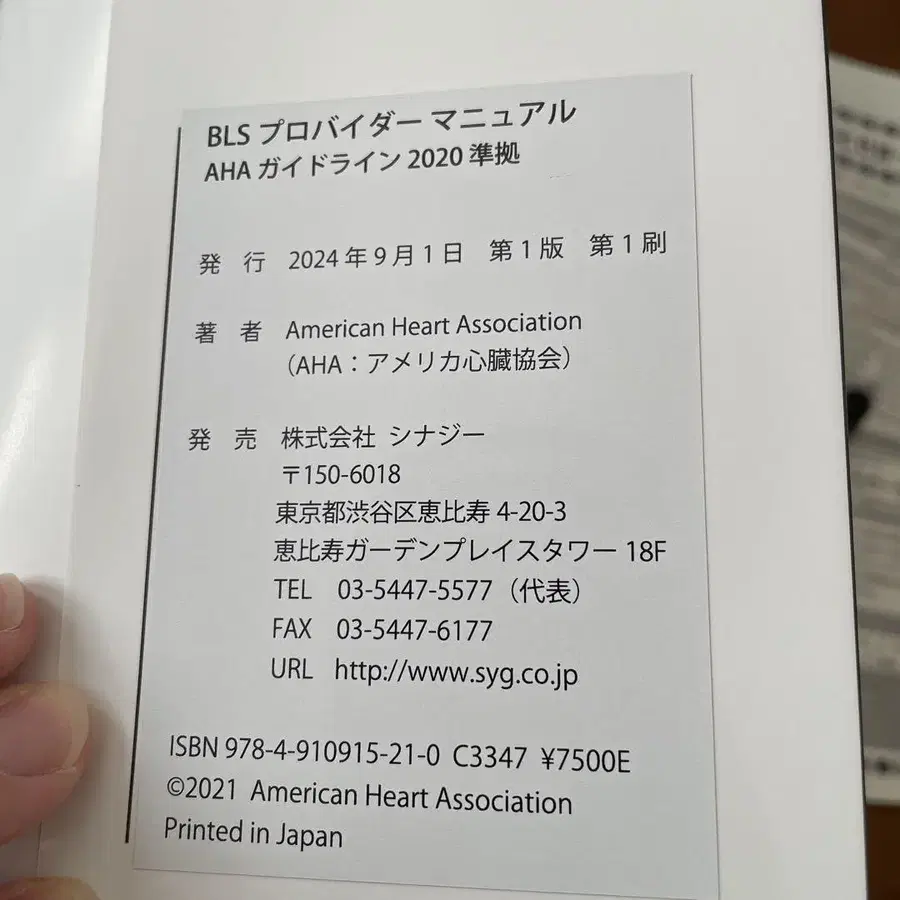 BLS プロバイダー マニュアル
AHA ガイドライン 2020 準拠
発 行 2024 年 9 月 1 日 第 1 版 第 1 刷
著 者 American Heart Association
（AHA：アメリカ心臓協会）
発 売 株式会社 シナジー
〒150-6018
東京都渋谷区恵比寿 4-20-3
恵比寿ガーデンプレイスタワー 18F
TEL 03-5447-5577（代表）
FAX 03-5447-6177
URL http://www.syg.co.jp
ISBN 978-4-910915-21-0 C3347 ¥7500E
©2021 American Heart Association
Printed in Japan